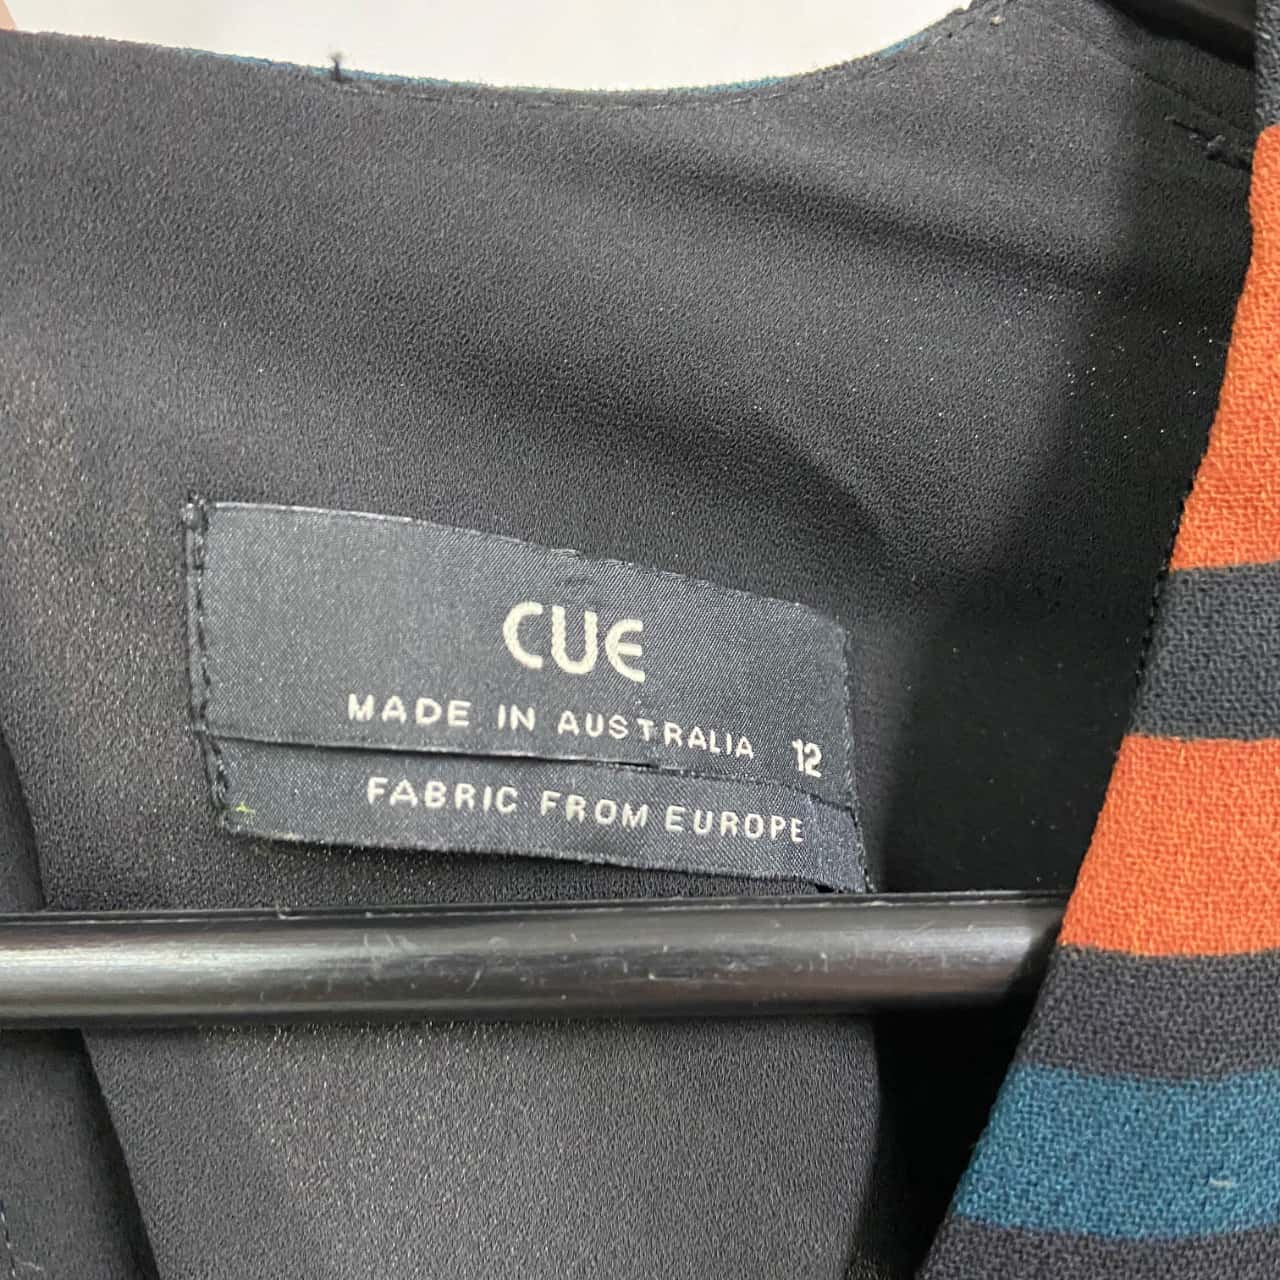 CUE
MADE IN AUSTRALIA 12
FABRIC FROM EUROPE